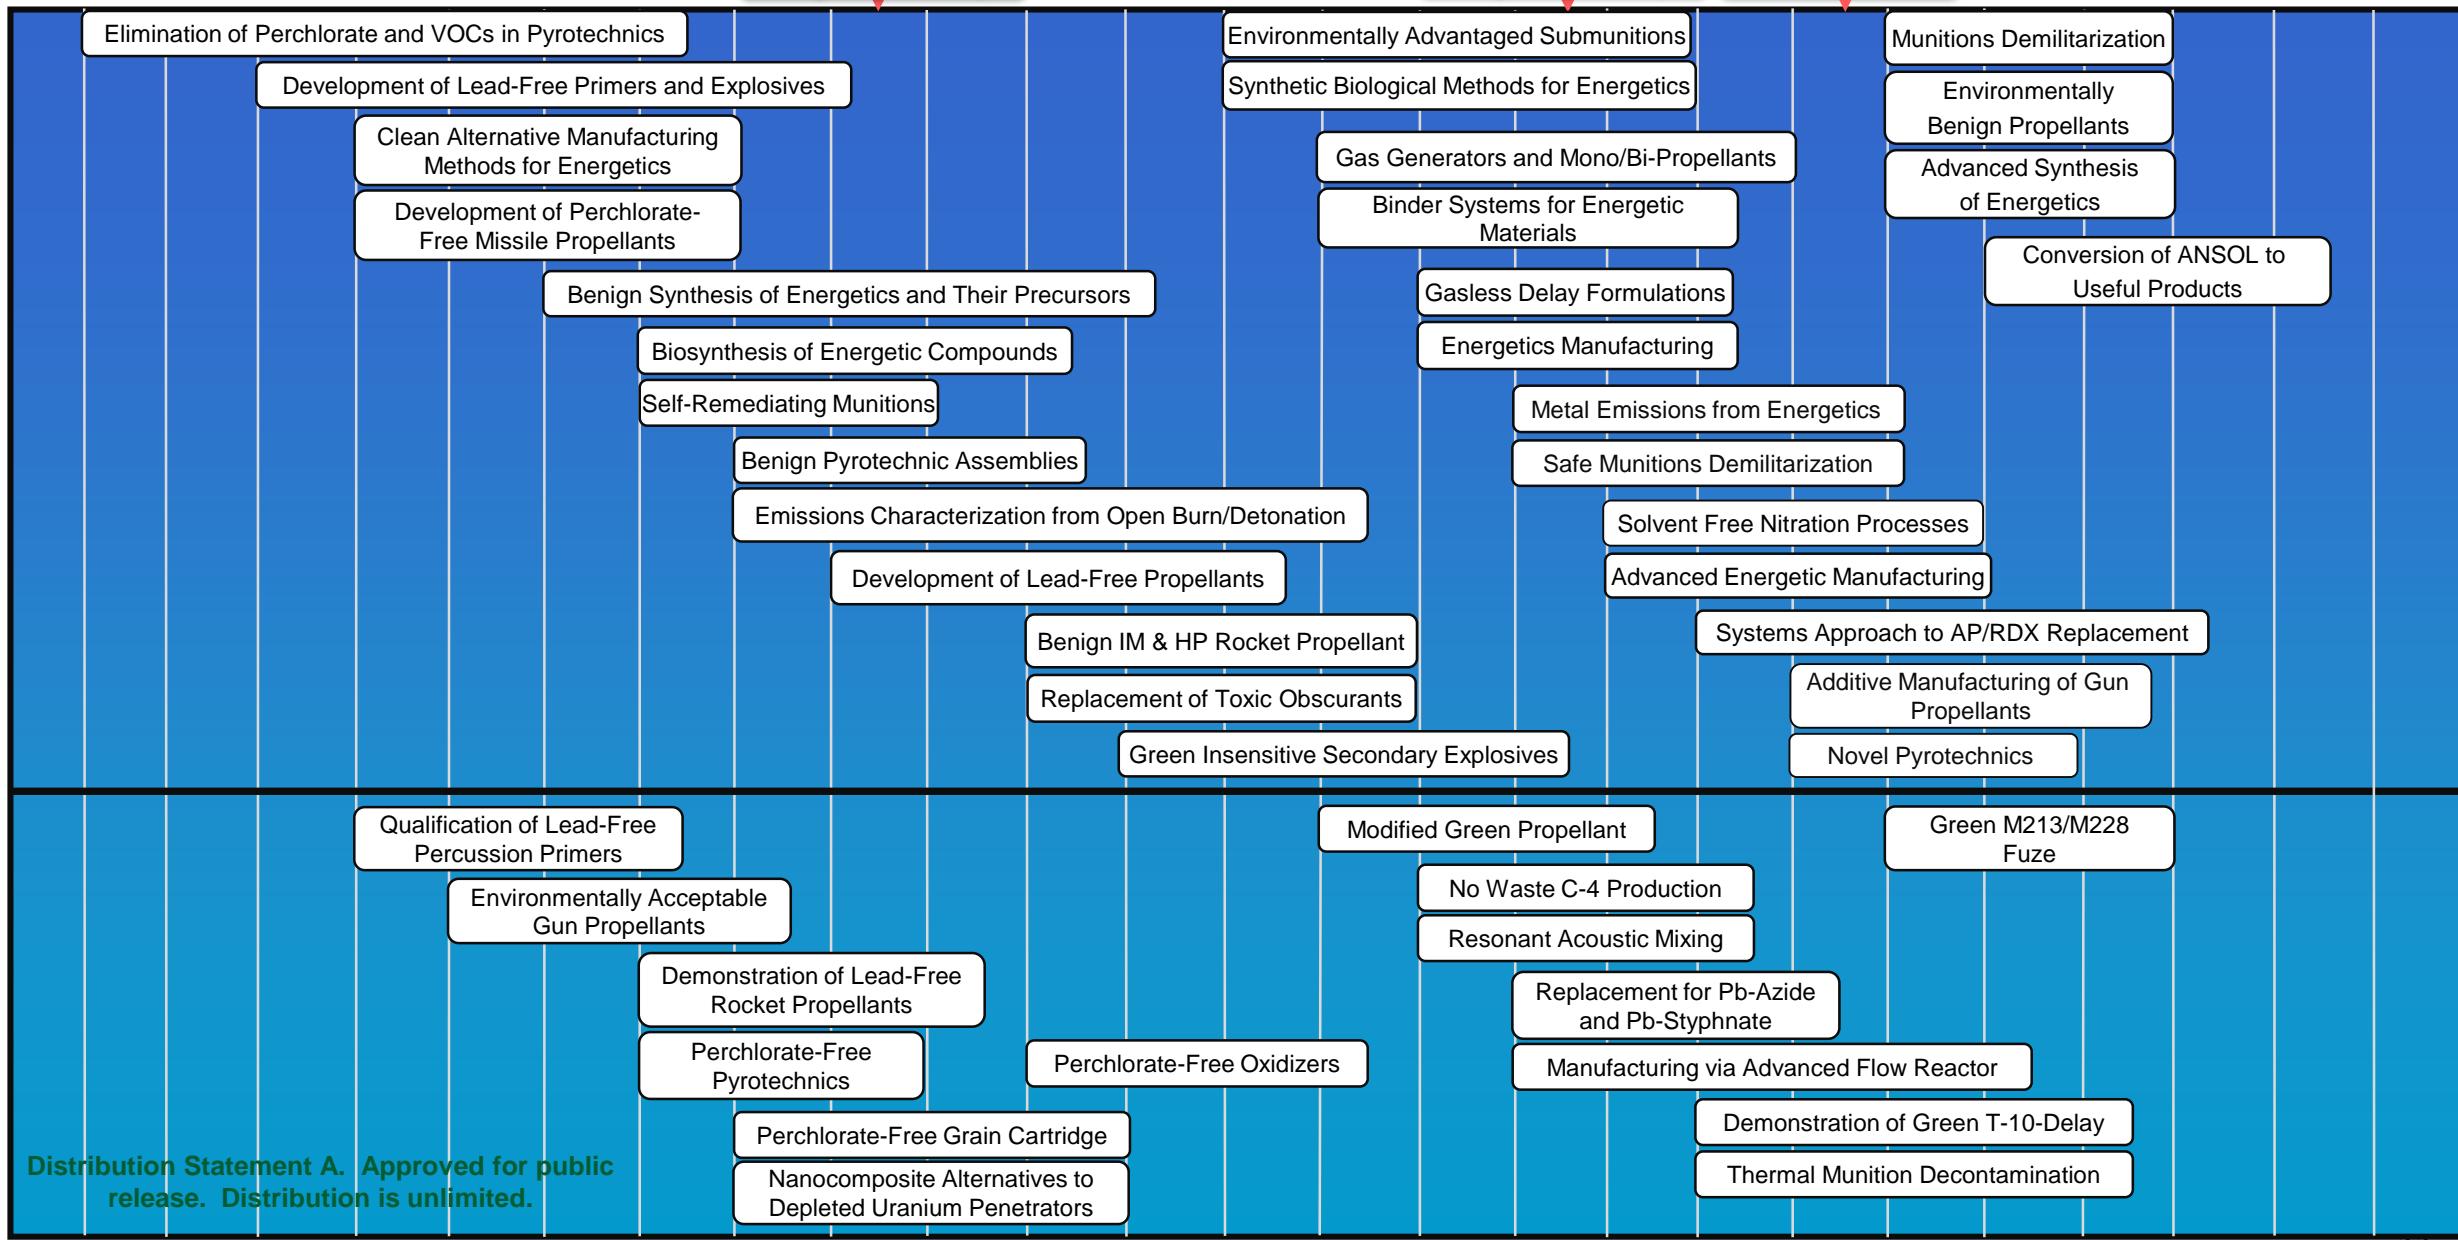 Elimination of Perchlorate and VOCs in Pyrotechnics
Development of Lead-Free Primers and Explosives
Clean Alternative Manufacturing
Methods for Energetics
Development of Perchlorate-
Free Missile Propellants
Benign Synthesis of Energetics and Their Precursors
Biosynthesis of Energetic Compounds
Self-Remediating Munitions
Benign Pyrotechnic Assemblies
Emissions Characterization from Open Burn/Detonation
Development of Lead-Free Propellants
Benign IM & HP Rocket Propellant
Replacement of Toxic Obscurants
Green Insensitive Secondary Explosives
Environmentally Advantaged Submunitions
Synthetic Biological Methods for Energetics
Gas Generators and Mono/Bi-Propellants
Binder Systems for Energetic
Materials
Gasless Delay Formulations
Energetics Manufacturing
Metal Emissions from Energetics
Safe Munitions Demilitarization
Solvent Free Nitration Processes
Advanced Energetic Manufacturing
Systems Approach to AP/RDX Replacement
Additive Manufacturing of Gun
Propellants
Novel Pyrotechnics
Munitions Demilitarization
Environmentally
Benign Propellants
Advanced Synthesis
of Energetics
Conversion of ANSOL to
Useful Products
Qualification of Lead-Free
Percussion Primers
Environmentally Acceptable
Gun Propellants
Demonstration of Lead-Free
Rocket Propellants
Perchlorate-Free
Pyrotechnics
Perchlorate-Free Grain Cartridge
Nanocomposite Alternatives to
Depleted Uranium Penetrators
Perchlorate-Free Oxidizers
Modified Green Propellant
No Waste C-4 Production
Resonant Acoustic Mixing
Replacement for Pb-Azide
and Pb-Styphnate
Manufacturing via Advanced Flow Reactor
Demonstration of Green T-10-Delay
Thermal Munition Decontamination
Green M213/M228
Fuze
Distribution Statement A.  Approved for public
release.  Distribution is unlimited.